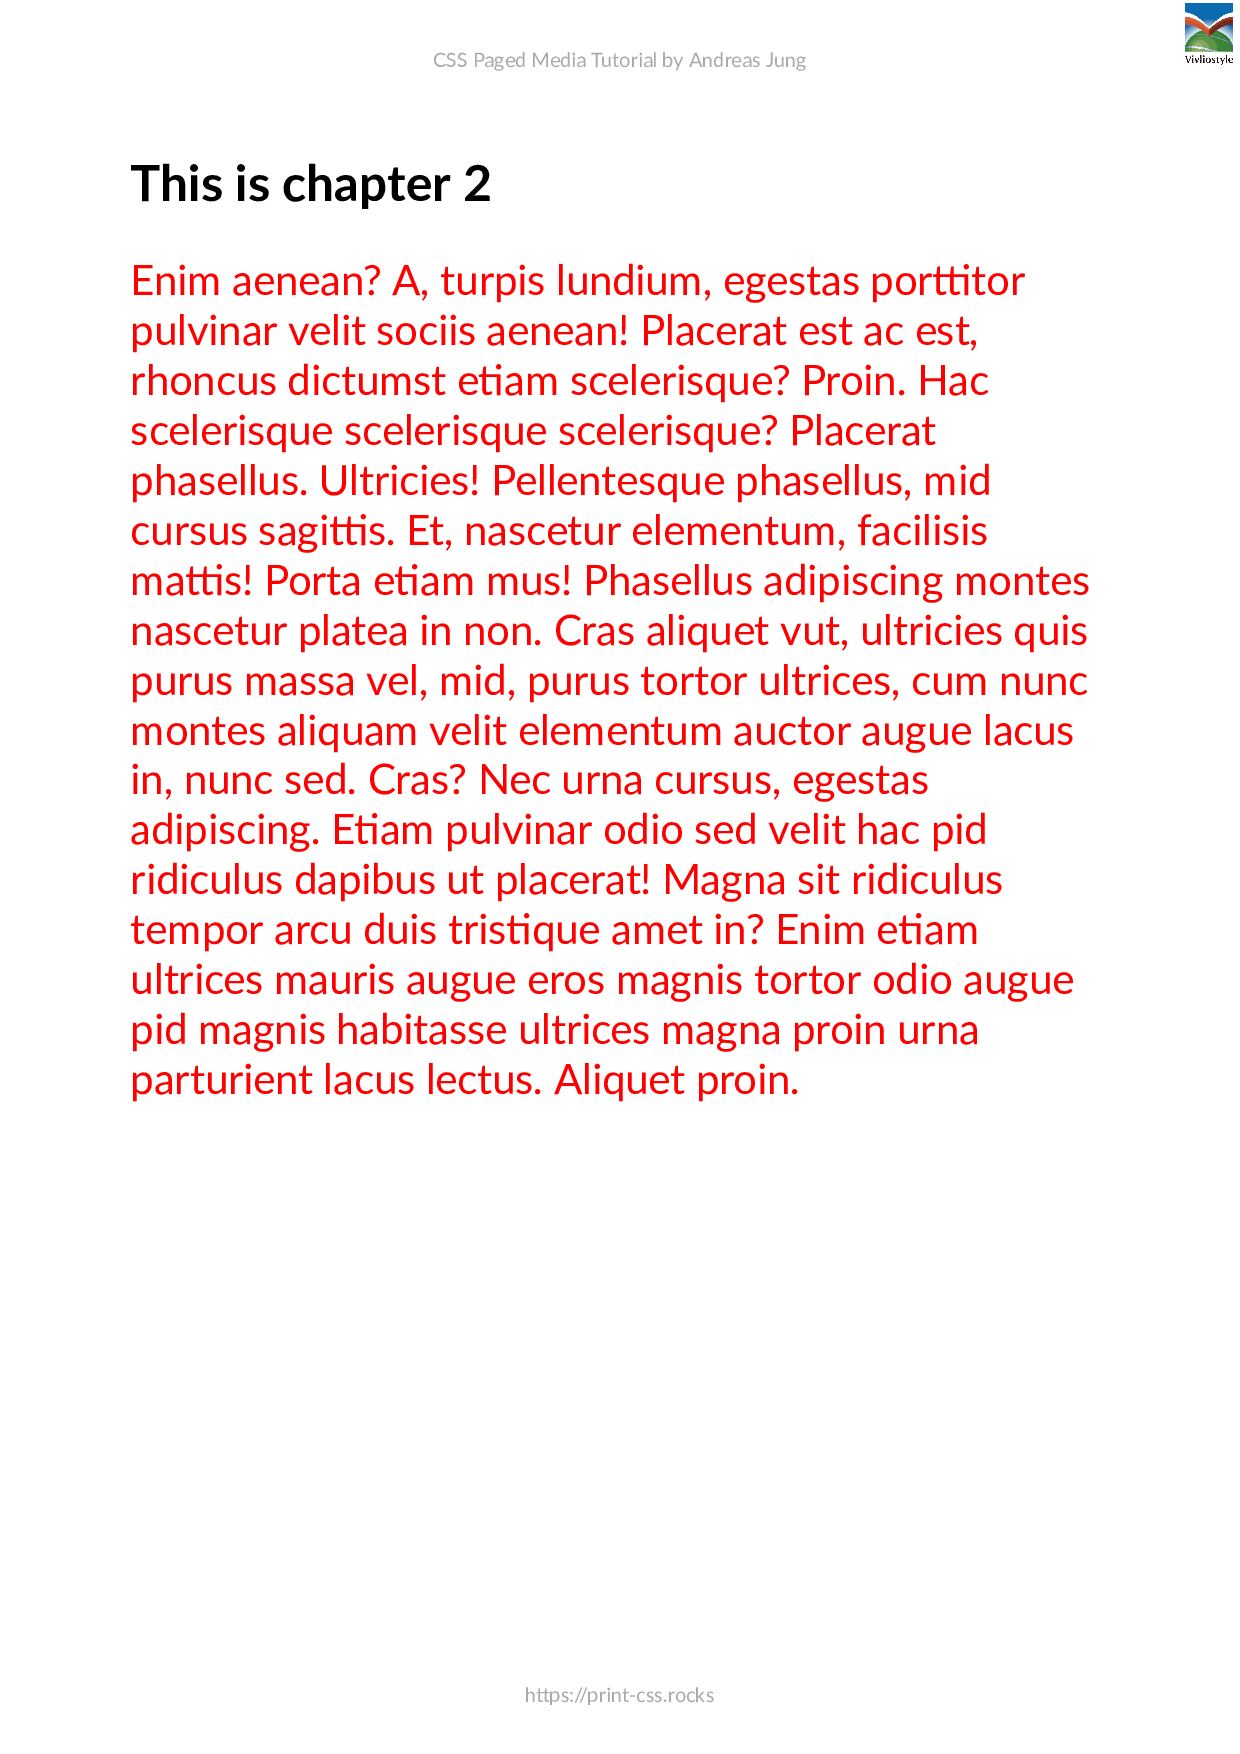 CSS Paged Media Tutorial by Andreas Jung
Vivliostyle
This is chapter 2
Enim aenean? A, turpis lundium, egestas porttitor
pulvinar velit sociis aenean! Placerat est ac est,
rhoncus dictumst etiam scelerisque? Proin. Hac
scelerisque scelerisque scelerisque? Placerat
phasellus. Ultricies! Pellentesque phasellus, mid
cursus sagittis. Et, nascetur elementum, facilisis
mattis! Porta etiam mus! Phasellus adipiscing montes
nascetur platea in non. Cras aliquet vut, ultricies quis
purus massa vel, mid, purus tortor ultrices, cum nunc
montes aliquam velit elementum auctor augue lacus
in, nunc sed. Cras? Nec urna cursus, egestas
adipiscing. Etiam pulvinar odio sed velit hac pid
ridiculus dapibus ut placerat! Magna sit ridiculus
tempor arcu duis tristique amet in? Enim etiam
ultrices mauris augue eros magnis tortor odio augue
pid magnis habitasse ultrices magna proin urna
parturient lacus lectus. Aliquet proin.
https://print-css.rocks